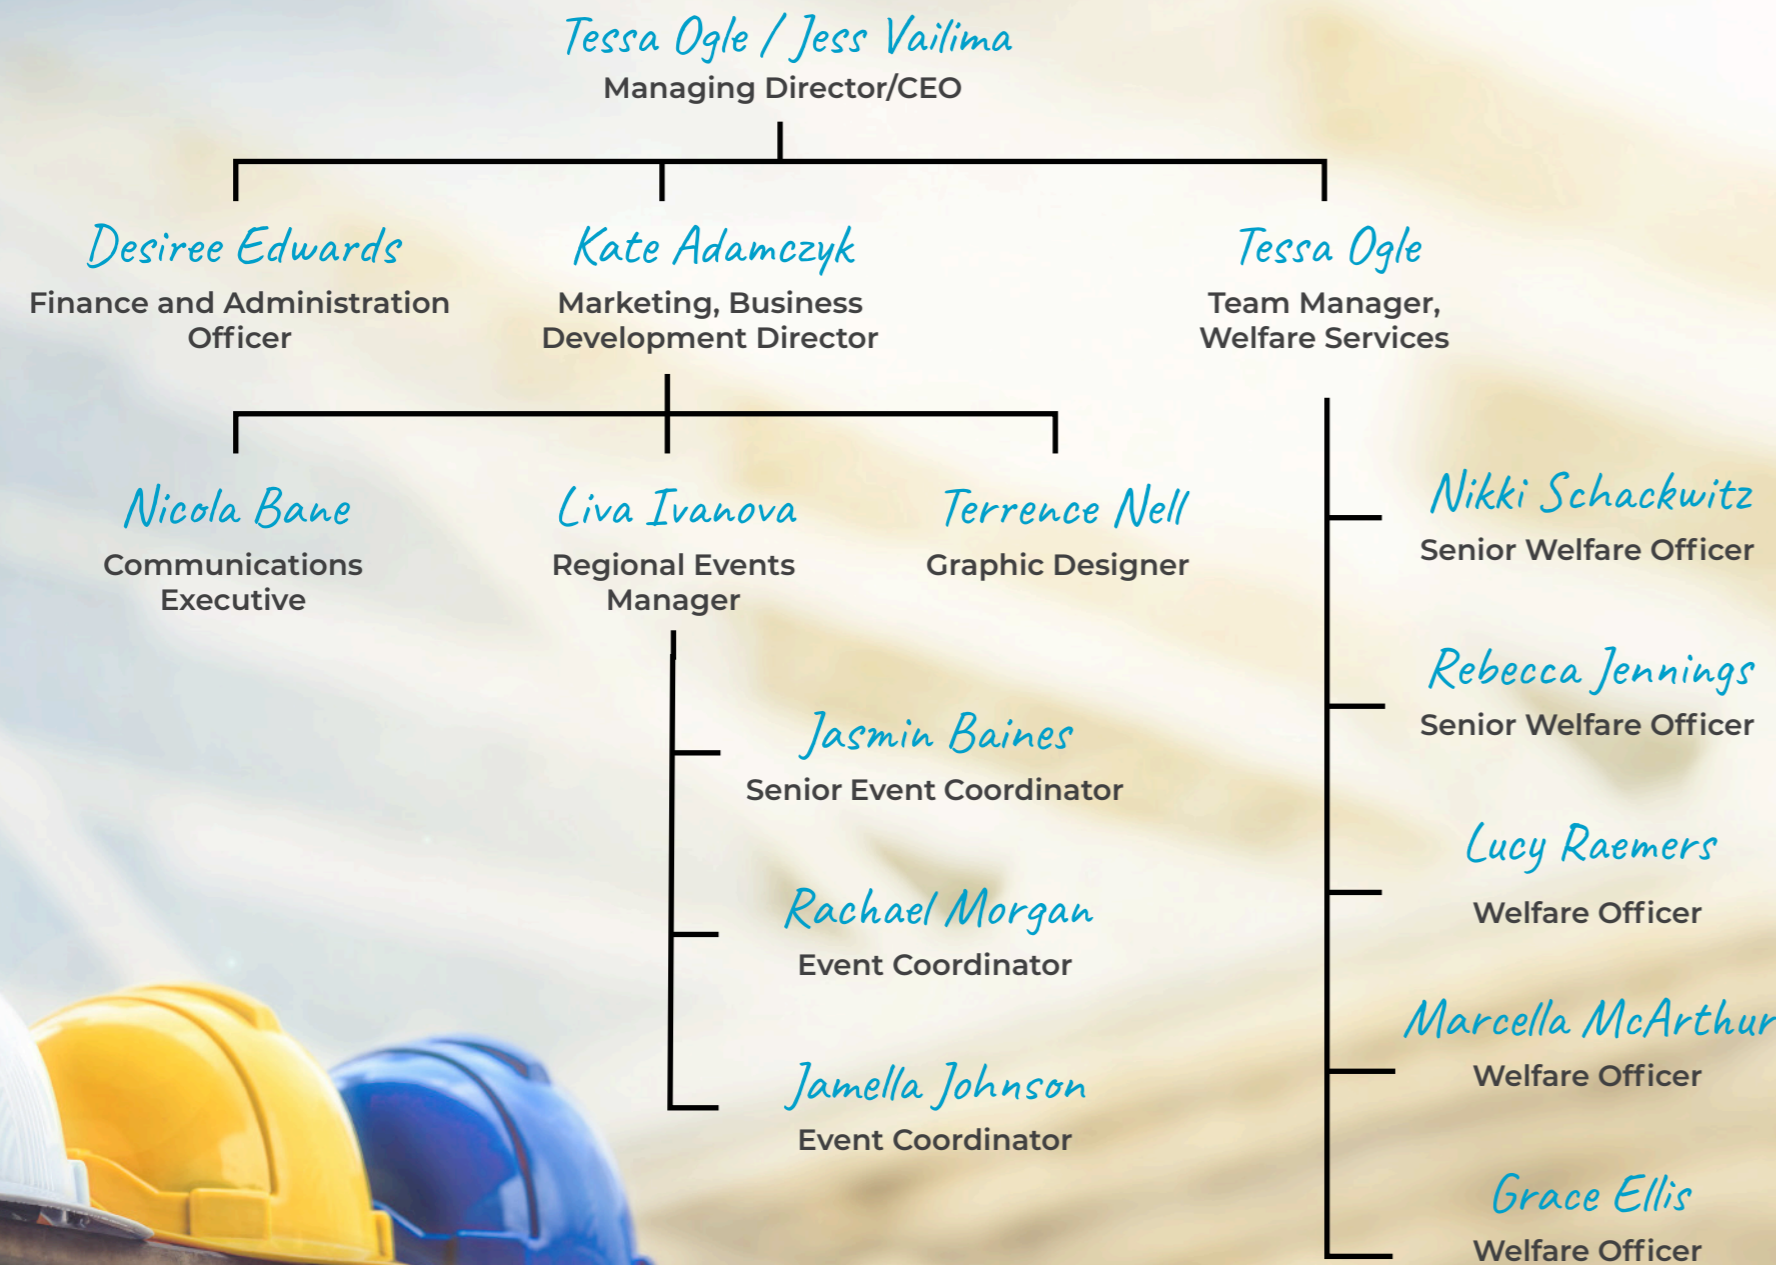 Tessa Ogle / Jess Vailima
Managing Director/CEO
Desiree Edwards
Finance and Administration
Officer
Kate Adamczyk
Marketing, Business
Development Director
Tessa Ogle
Team Manager,
Welfare Services
Nicola Bane
Communications
Executive
Liva Ivanova
Regional Events
Manager
Terrence Nell
Graphic Designer
Jasmin Baines
Senior Event Coordinator
Rachael Morgan
Event Coordinator
Jamella Johnson
Event Coordinator
Nikki Schackwitz
Senior Welfare Officer
Rebecca Jennings
Senior Welfare Officer
Lucy Raemers
Welfare Officer
Marcella McArthur
Welfare Officer
Grace Ellis
Welfare Officer